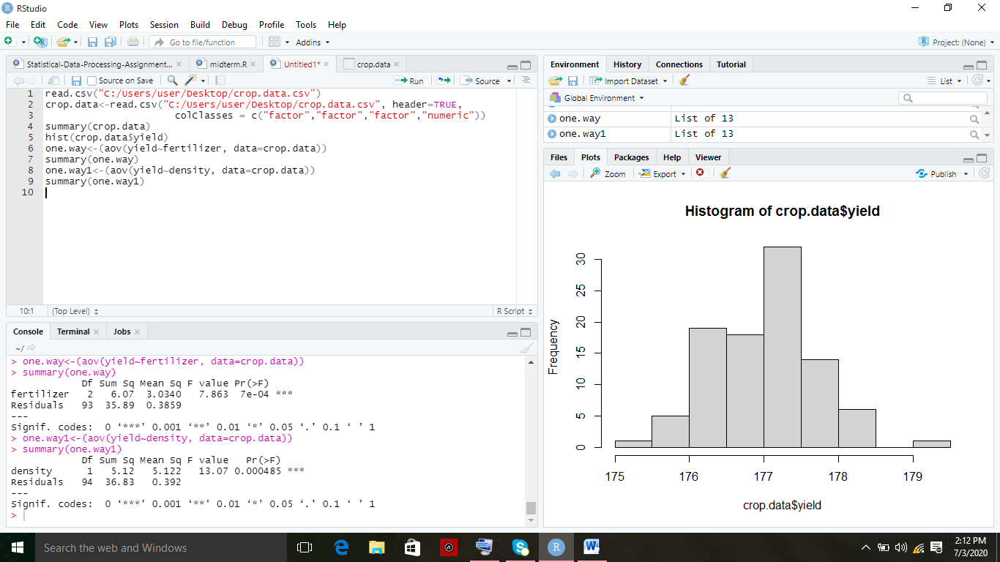 RStudio
File Edit Code View Plots Session Build Debug Profile Tools Help
Go to file/function Addins Project: (None)
Statistical-Data-Processing-Assignment... midterm.R Untitled1* crop.data
Source on Save Run Source
1 read.csv("C:/Users/user/Desktop/crop.data.csv")
2 crop.data<-read.csv("C:/Users/user/Desktop/crop.data.csv", header=TRUE,
3 colClasses = c("factor","factor","factor","numeric"))
4 summary(crop.data)
5 hist(crop.data$yield)
6 one.way<-(aov(yield~fertilizer, data=crop.data))
7 summary(one.way)
8 one.way1<-(aov(yield~density, data=crop.data))
9 summary(one.way1)
10
10:1 (Top Level) R Script
Console Terminal Jobs
~/
> one.way<-(aov(yield~fertilizer, data=crop.data))
> summary(one.way)
Df Sum Sq Mean Sq F value Pr(>F)
fertilizer 2 6.07 3.0340 7.863 7e-04 ***
Residuals 93 35.89 0.3859
---
Signif. codes: 0 ‘***’ 0.001 ‘**’ 0.01 ‘*’ 0.05 ‘.’ 0.1 ‘ ’ 1
> one.way1<-(aov(yield~density, data=crop.data))
> summary(one.way1)
Df Sum Sq Mean Sq F value Pr(>F)
density 1 5.12 5.122 13.07 0.000485 ***
Residuals 94 36.83 0.392
---
Signif. codes: 0 ‘***’ 0.001 ‘**’ 0.01 ‘*’ 0.05 ‘.’ 0.1 ‘ ’ 1
>
Environment History Connections Tutorial
Import Dataset List
Global Environment
one.way List of 13
one.way1 List of 13
Files Plots Packages Help Viewer
Zoom Export Publish
Histogram of crop.data$yield
Frequency
30
25
20
15
10
5
0
175 176 177 178 179
crop.data$yield
Search the web and Windows
2:12 PM
7/3/2020